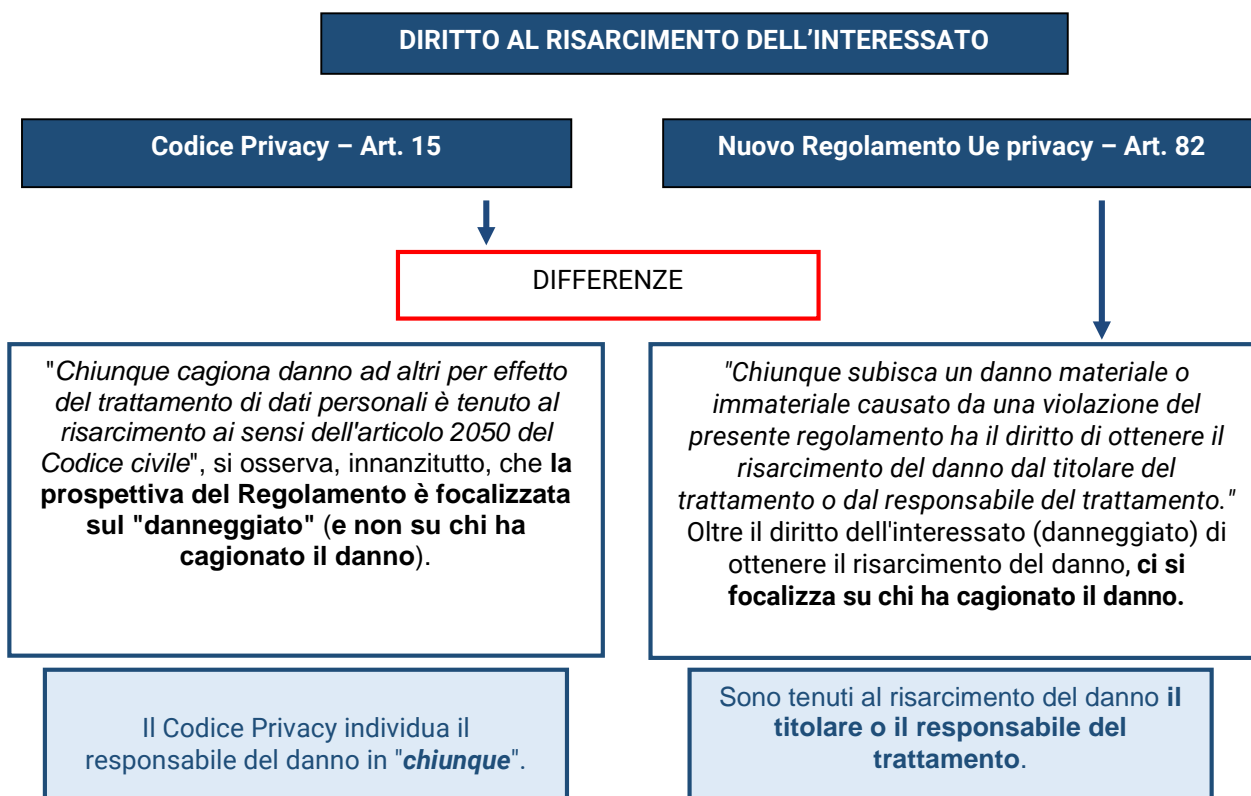 DIRITTO AL RISARCIMENTO DELL’INTERESSATO
Codice Privacy – Art. 15
Nuovo Regolamento Ue privacy – Art. 82
DIFFERENZE
"Chiunque cagiona danno ad altri per effetto
del trattamento di dati personali è tenuto al
risarcimento ai sensi dell'articolo 2050 del
Codice civile", si osserva, innanzitutto, che la
prospettiva del Regolamento è focalizzata
sul "danneggiato" (e non su chi ha
cagionato il danno).
"Chiunque subisca un danno materiale o
immateriale causato da una violazione del
presente regolamento ha il diritto di ottenere il
risarcimento del danno dal titolare del
trattamento o dal responsabile del trattamento."
Oltre il diritto dell'interessato (danneggiato) di
ottenere il risarcimento del danno, ci si
focalizza su chi ha cagionato il danno.
Il Codice Privacy individua il
responsabile del danno in "chiunque".
Sono tenuti al risarcimento del danno il
titolare o il responsabile del
trattamento.